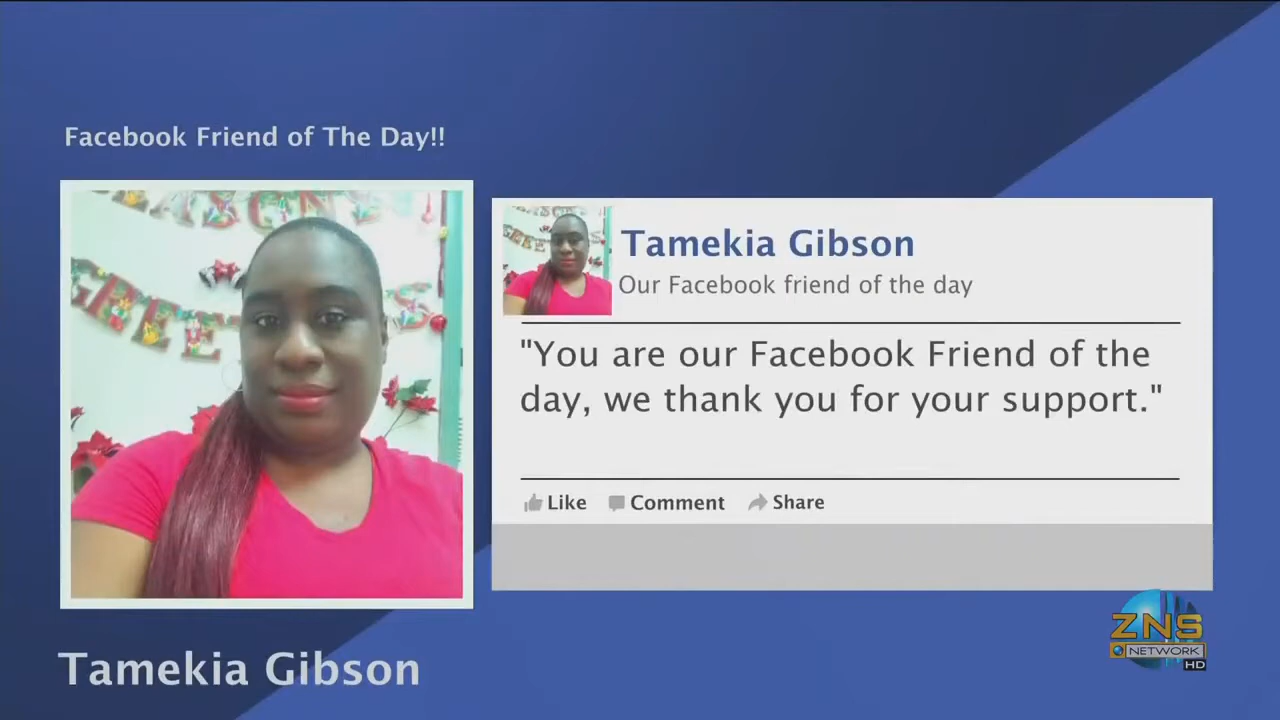 Facebook Friend of The Day!!
Tamekia Gibson
Our Facebook friend of the day
"You are our Facebook Friend of the
day, we thank you for your support."
Like Comment Share
Tamekia Gibson
ZNS
NETWORK
HD